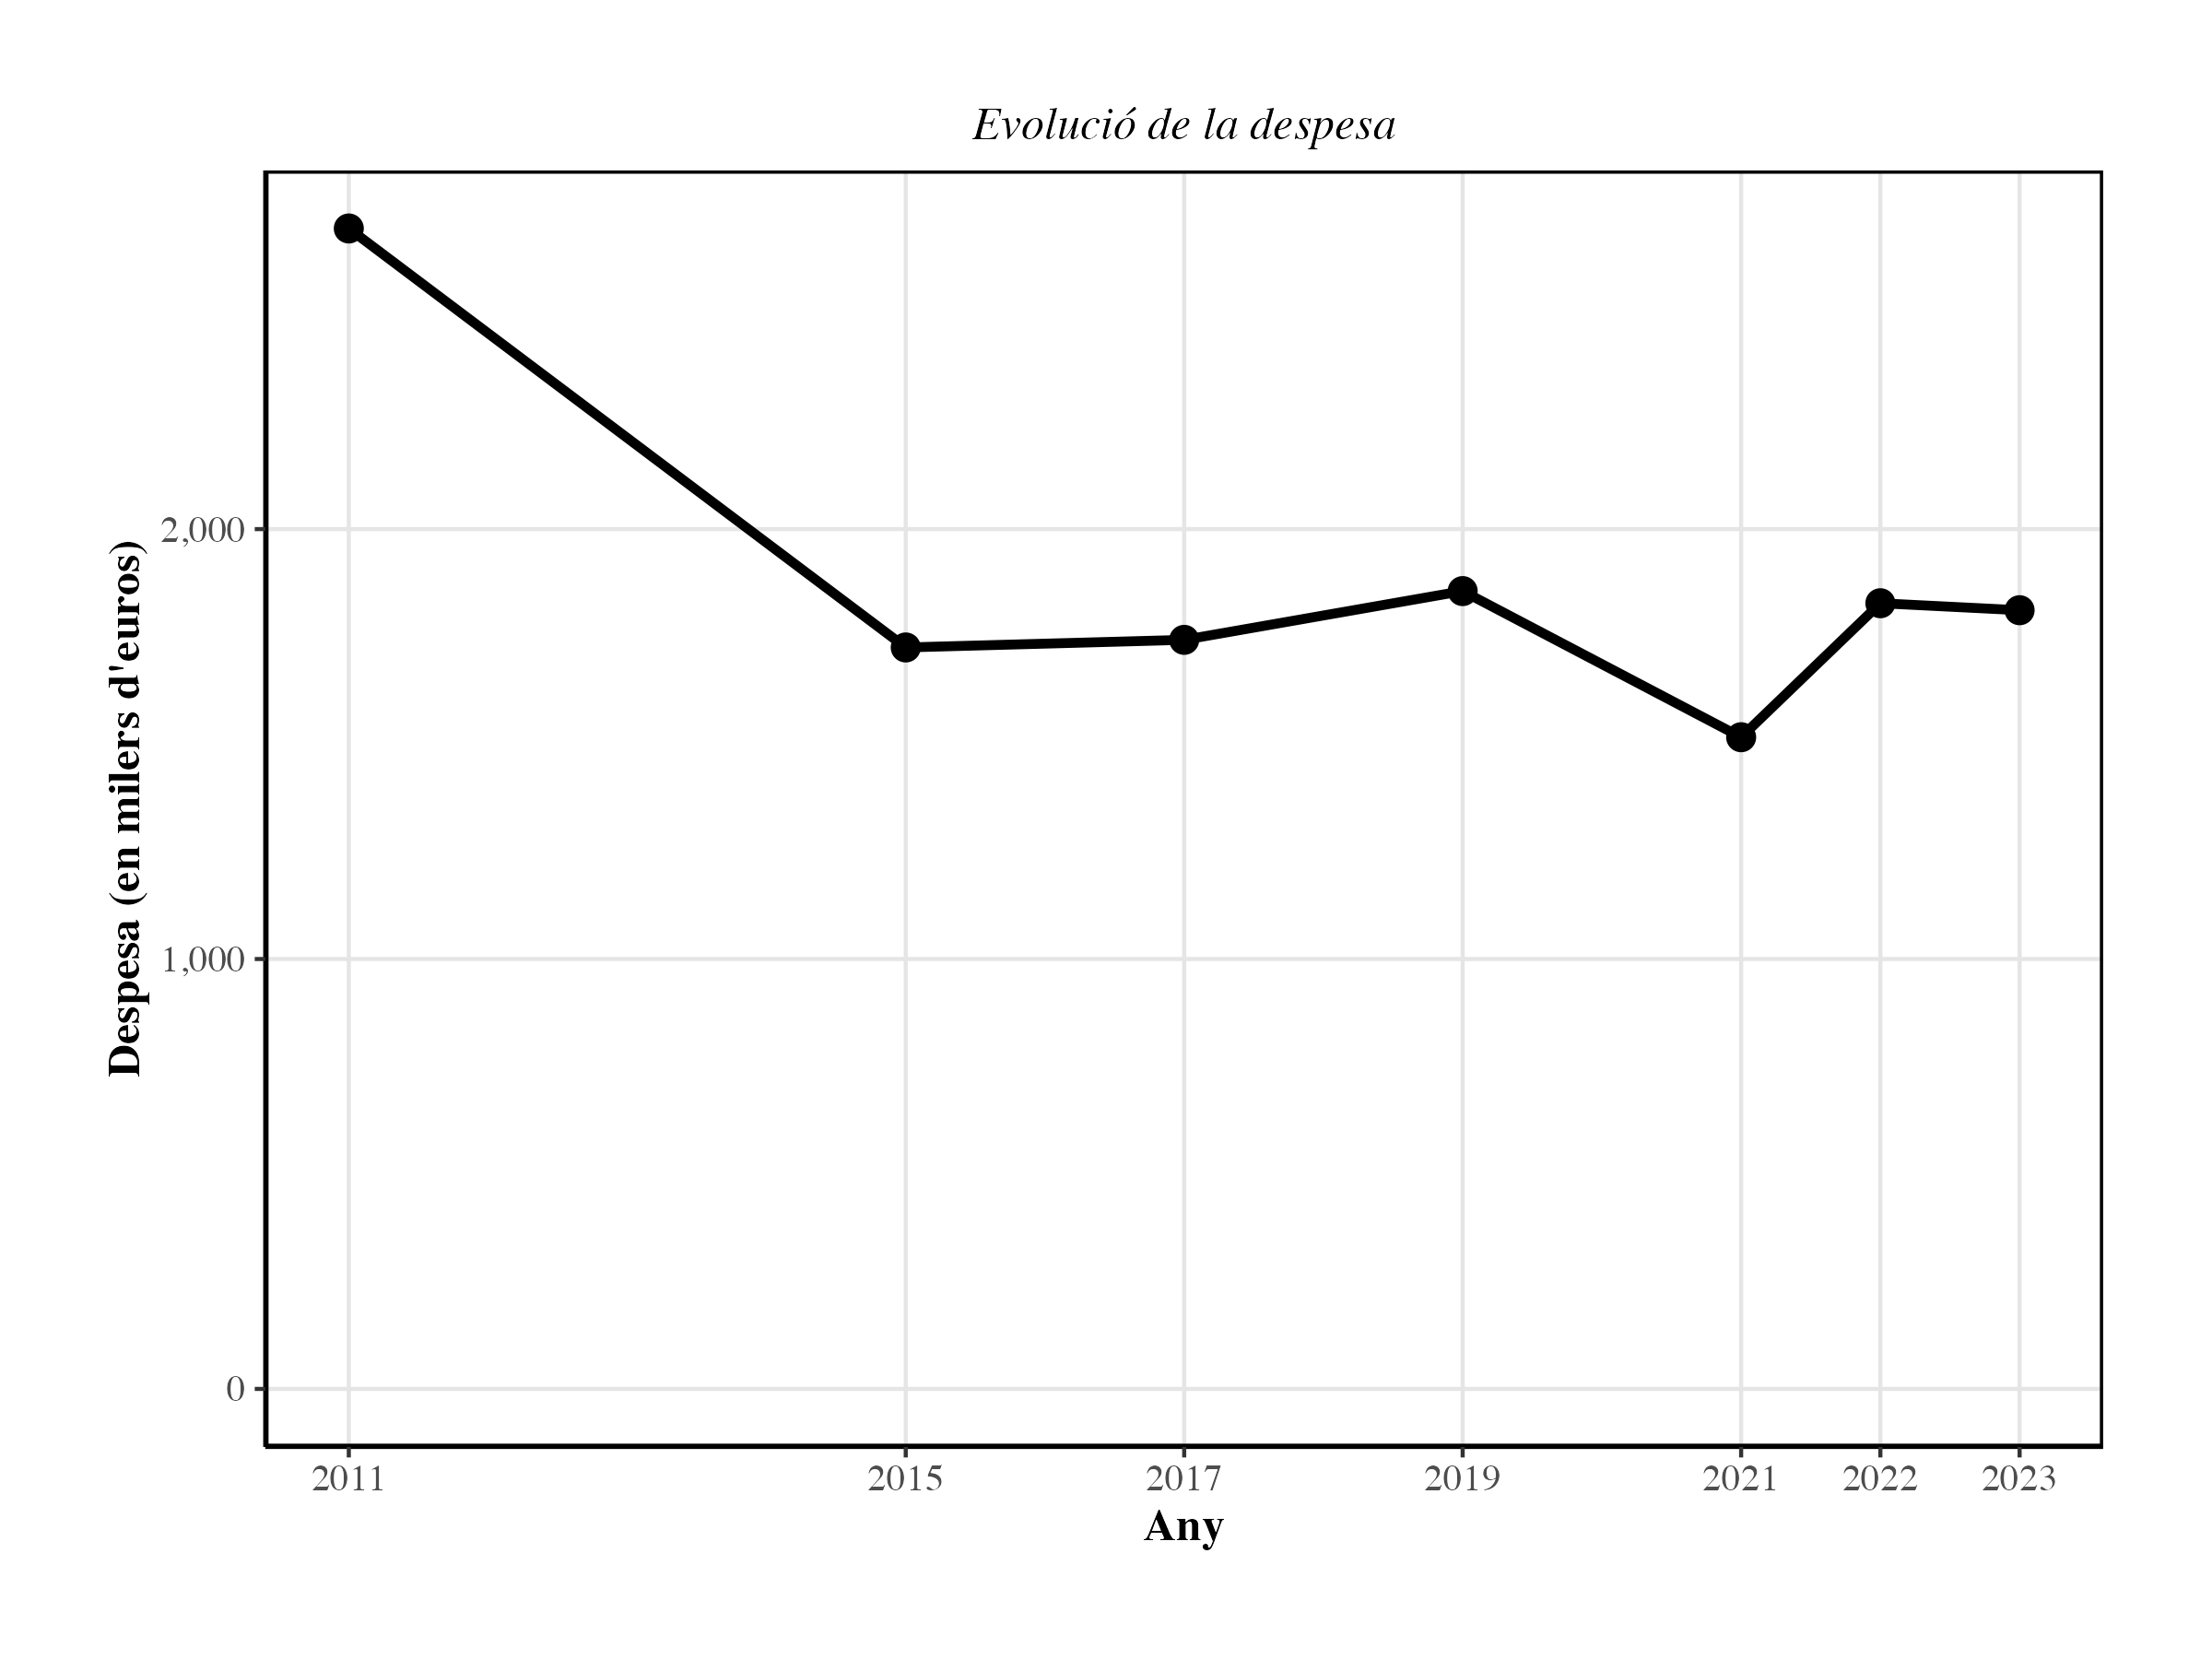 Evolució de la despesa
Despesa (en milers d'euros)
2,000
1,000
0
2011 2015 2017 2019 2021 2022 2023
Any